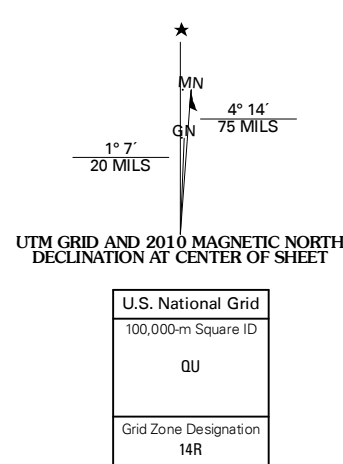 ★
MN
4° 14´
75 MILS
GN
1° 7´
20 MILS
UTM GRID AND 2010 MAGNETIC NORTH
DECLINATION AT CENTER OF SHEET
U.S. National Grid
100,000-m Square ID
QU
Grid Zone Designation
14R